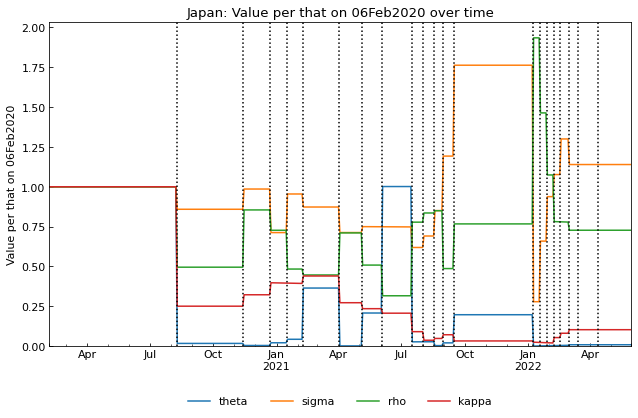 Japan: Value per that on 06Feb2020 over time
Value per that on 06Feb2020
2.00
1.75
1.50
1.25
1.00
0.75
0.50
0.25
0.00
Apr Jul Oct Jan Apr Jul Oct Jan Apr
2021 2022
theta sigma rho kappa